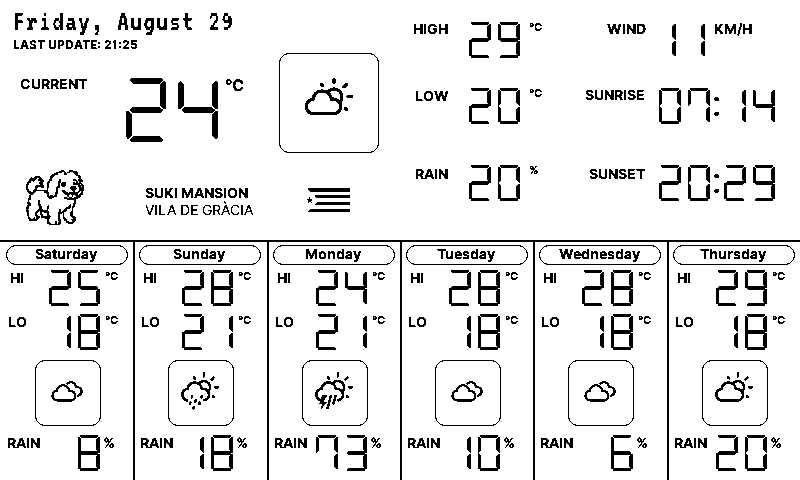 Friday, August 29
LAST UPDATE: 21:25
CURRENT 24 °C
HIGH 29 °C
WIND 11 KM/H
LOW 20 °C
SUNRISE 07:14
RAIN 20 %
SUNSET 20:29
SUKI MANSION
VILA DE GRÀCIA
Saturday
HI 25 °C
LO 18 °C
RAIN 8 %
Sunday
HI 28 °C
LO 21 °C
RAIN 18 %
Monday
HI 24 °C
LO 21 °C
RAIN 73 %
Tuesday
HI 28 °C
LO 18 °C
RAIN 10 %
Wednesday
HI 28 °C
LO 18 °C
RAIN 6 %
Thursday
HI 29 °C
LO 18 °C
RAIN 20 %